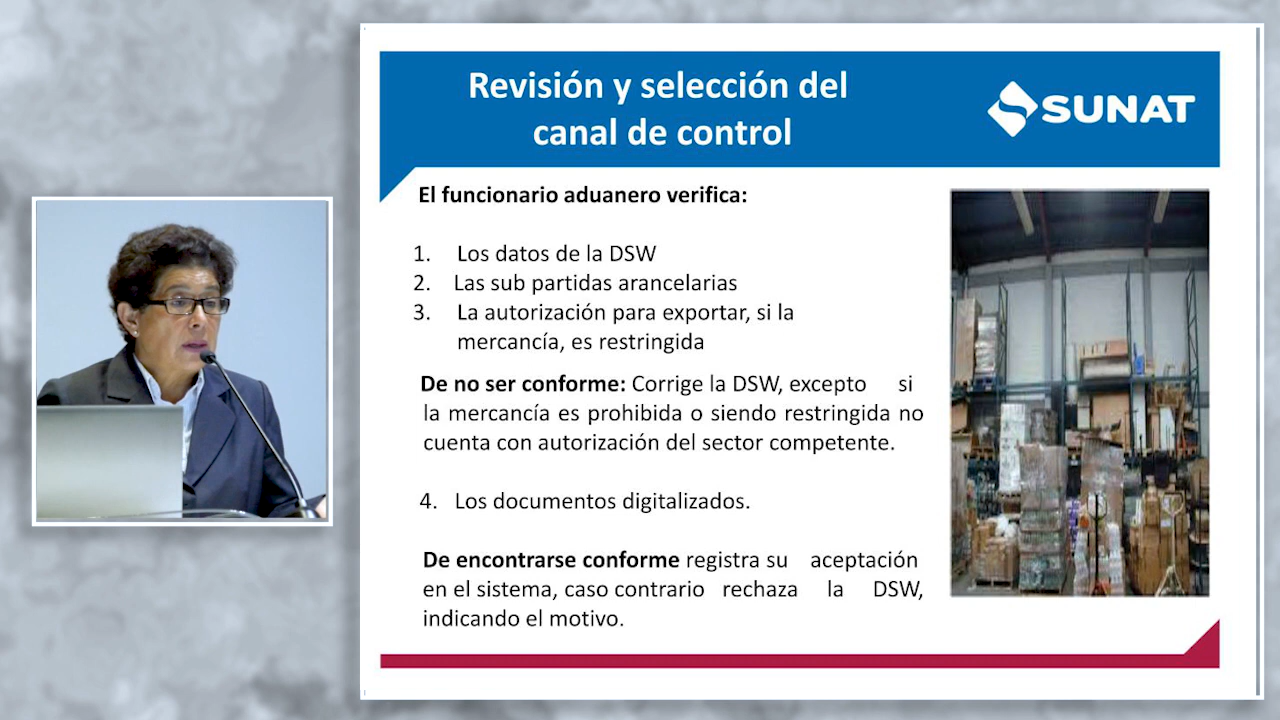 Revisión y selección del
canal de control
SUNAT
El funcionario aduanero verifica:
1. Los datos de la DSW
2. Las sub partidas arancelarias
3. La autorización para exportar, si la
mercancía, es restringida
De no ser conforme: Corrige la DSW, excepto si
la mercancía es prohibida o siendo restringida no
cuenta con autorización del sector competente.
4. Los documentos digitalizados.
De encontrarse conforme registra su aceptación
en el sistema, caso contrario rechaza la DSW,
indicando el motivo.